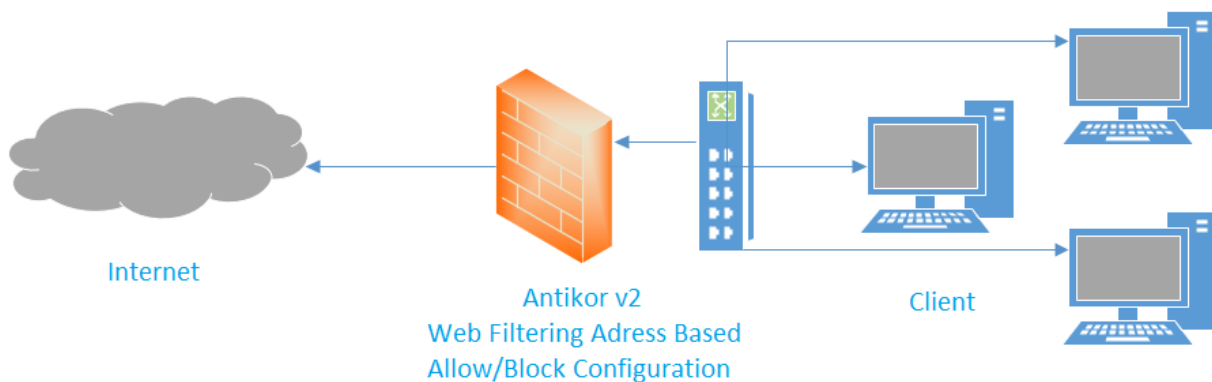 Internet
Antikor v2
Web Filtering Adress Based
Allow/Block Configuration
Client